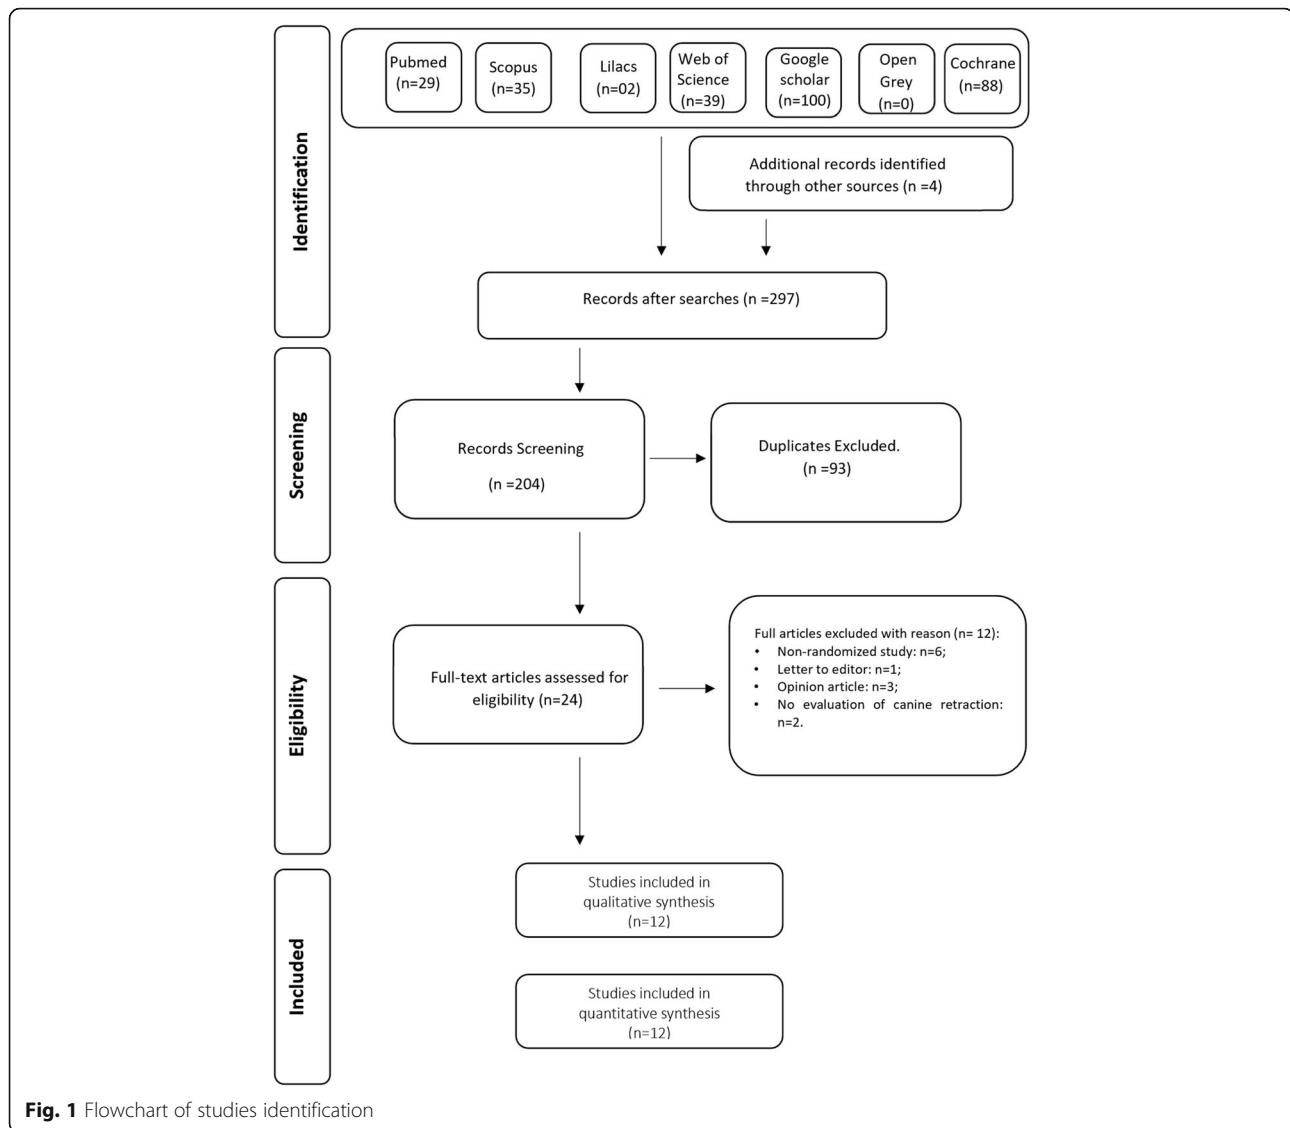 Identification
Pubmed
(n=29)
Scopus
(n=35)
Lilacs
(n=02)
Web of
Science
(n=39)
Google
scholar
(n=100)
Open
Grey
(n=0)
Cochrane
(n=88)
Additional records identified
through other sources (n =4)
Records after searches (n =297)
Screening
Records Screening
(n =204)
Duplicates Excluded.
(n =93)
Eligibility
Full-text articles assessed for
eligibility (n=24)
Full articles excluded with reason (n= 12):
• Non-randomized study: n=6;
• Letter to editor: n=1;
• Opinion article: n=3;
• No evaluation of canine retraction:
n=2.
Included
Studies included in
qualitative synthesis
(n=12)
Studies included in
quantitative synthesis
(n=12)
Fig. 1 Flowchart of studies identification